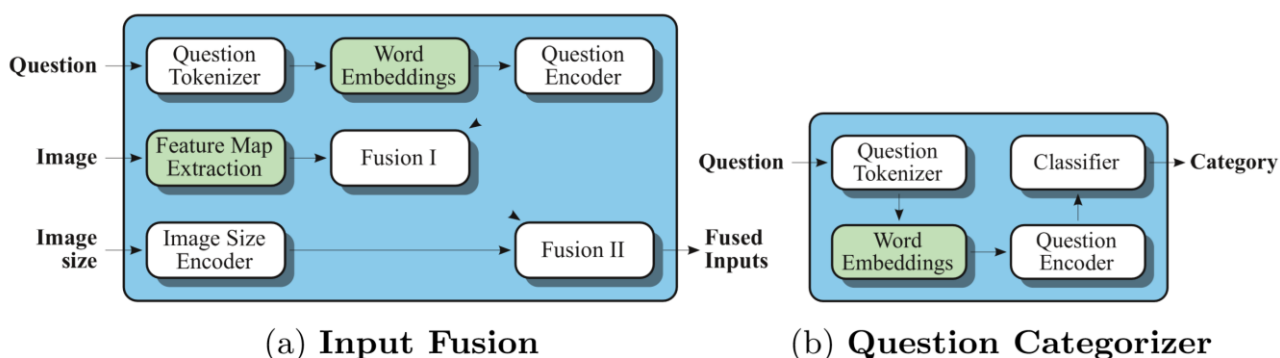 Question
Question
Tokenizer
Word
Embeddings
Question
Encoder
Image
Feature Map
Extraction
Fusion I
Image
size
Image Size
Encoder
Fusion II
Fused
Inputs
(a) Input Fusion
Question
Question
Tokenizer
Classifier
Category
Word
Embeddings
Question
Encoder
(b) Question Categorizer